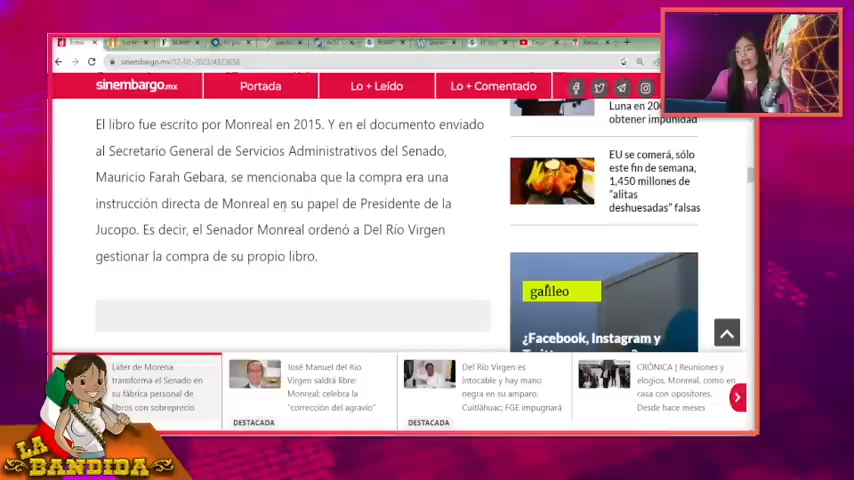 sinembargo.mx/12-02-2023/4323658
sinembargo.mx
Portada
Lo + Leído
Lo + Comentado
El libro fue escrito por Monreal en 2015. Y en el documento enviado
al Secretario General de Servicios Administrativos del Senado,
Mauricio Farah Gebara, se mencionaba que la compra era una
instrucción directa de Monreal en su papel de Presidente de la
Jucopo. Es decir, el Senador Monreal ordenó a Del Río Virgen
gestionar la compra de su propio libro.
obtener impunidad
EU se comerá, sólo
este fin de semana,
1,450 millones de
"alitas
deshuesadas" falsas
galileo
¿Facebook, Instagram y
Líder de Morena
transforma el Senado en
su fábrica personal de
libros con sobreprecio
José Manuel del Río
Virgen saldrá libre:
Monreal; celebra la
"corrección del agravio"
DESTACADA
Del Río Virgen es
intocable y hay mano
negra en su amparo:
Cuitláhuac; FGE impugnará
DESTACADA
CRÓNICA | Reuniones y
elogios. Monreal, como en
casa con opositores.
Desde hace meses
LA
BANDIDA